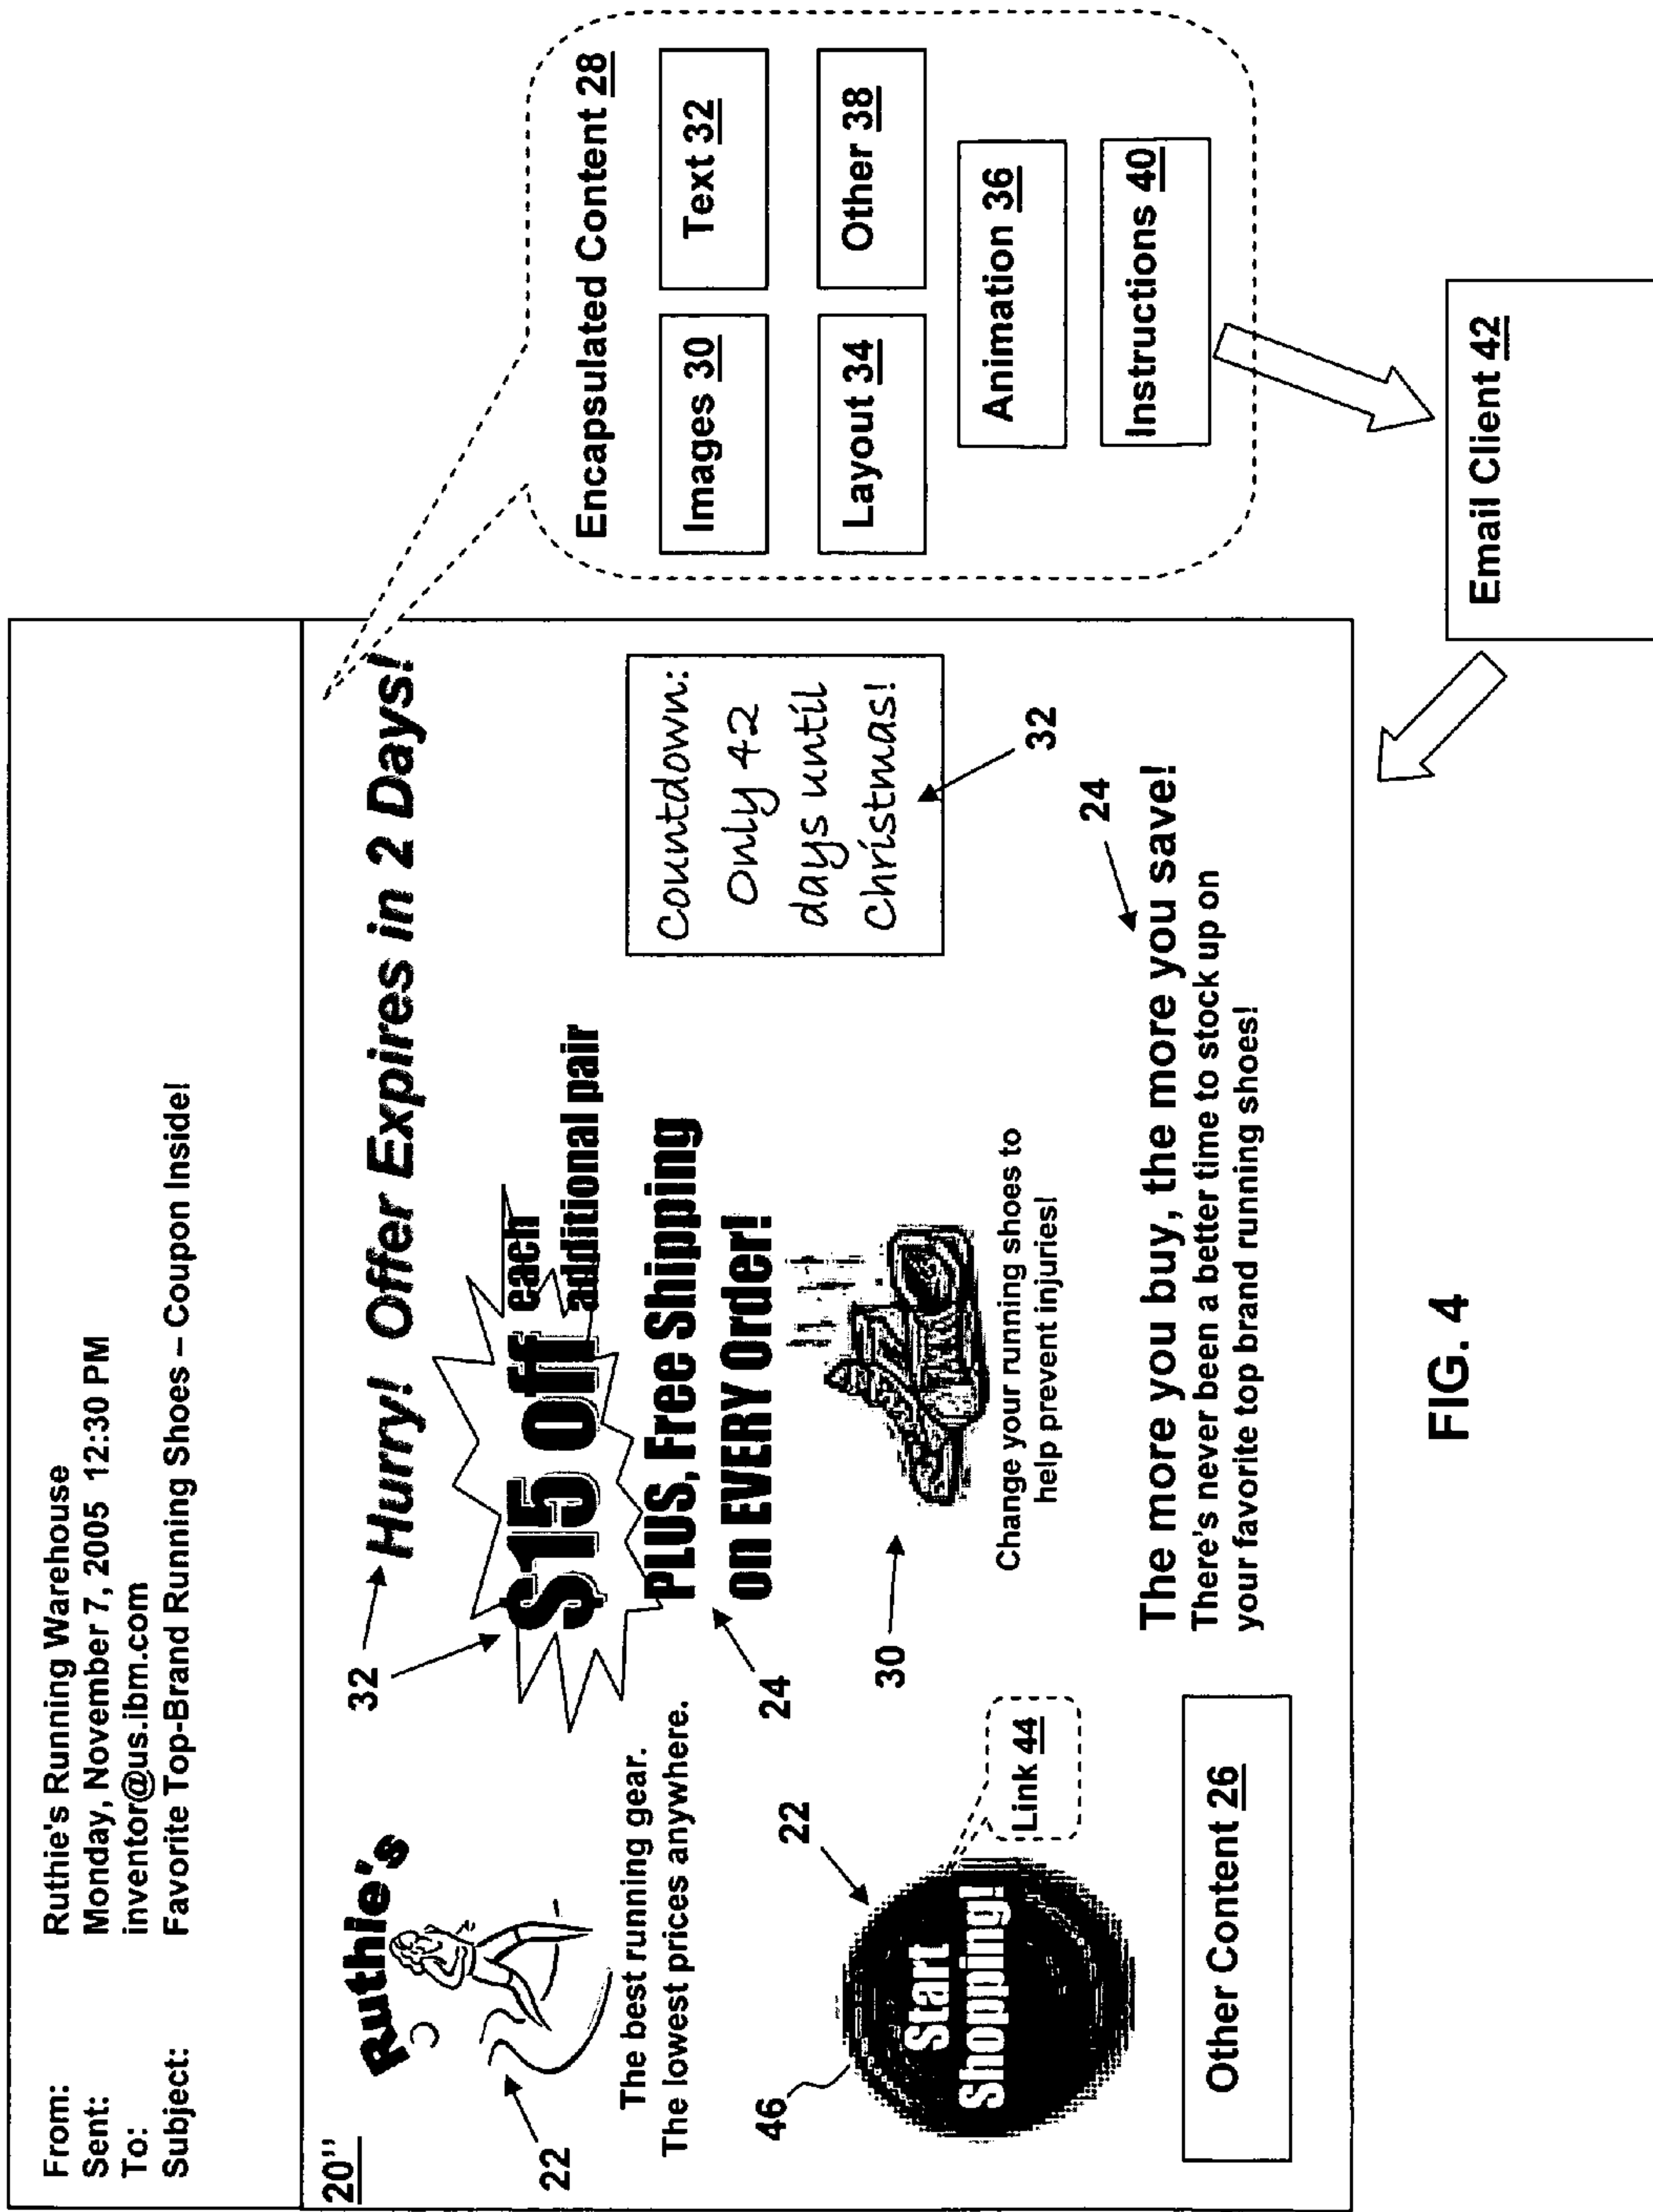 From: Ruthie's Running Warehouse
Sent: Monday, November 7, 2005 12:30 PM
To: inventor@us.ibm.com
Subject: Favorite Top-Brand Running Shoes – Coupon Inside!
20"
Ruthie's
22
The best running gear.
The lowest prices anywhere.
46
Start
Shopping!
22
Link 44
Other Content 26
32
Hurry! Offer Expires in 2 Days!
$15 Off each
additional pair
PLUS, Free Shipping
on EVERY Order!
24
30
Change your running shoes to
help prevent injuries!
Countdown:
Only 42
days until
Christmas!
32
24
The more you buy, the more you save!
There's never been a better time to stock up on
your favorite top brand running shoes!
Encapsulated Content 28
Images 30
Text 32
Layout 34
Other 38
Animation 36
Instructions 40
Email Client 42
FIG. 4